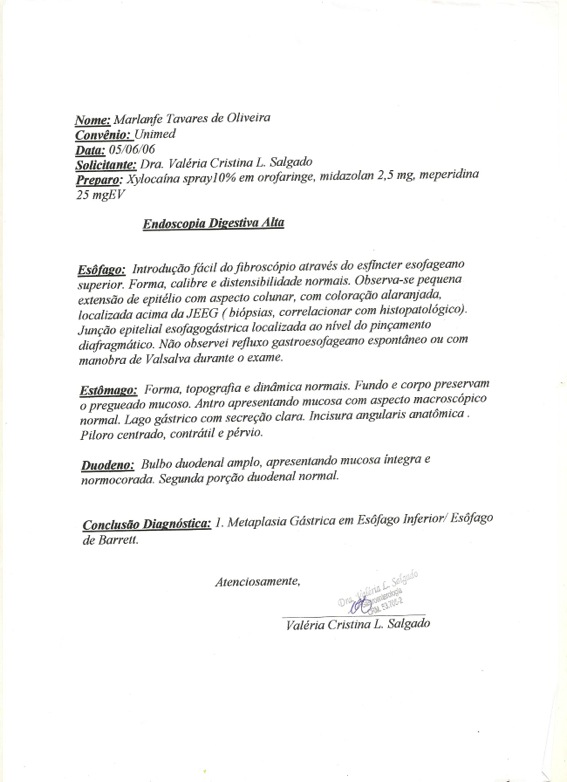 Nome: Marlanfe Tavares de Oliveira
Convênio: Unimed
Data: 05/06/06
Solicitante: Dra. Valéria Cristina L. Salgado
Preparo: Xylocaína spray10% em orofaringe, midazolan 2,5 mg, meperidina
25 mgEV
Endoscopia Digestiva Alta
Esôfago: Introdução fácil do fibroscópio através do esfíncter esofageano
superior. Forma, calibre e distensibilidade normais. Observa-se pequena
extensão de epitélio com aspecto colunar, com coloração alaranjada,
localizada acima da JEEG ( biópsias, correlacionar com histopatológico).
Junção epitelial esofagogástrica localizada ao nível do pinçamento
diafragmático. Não observei refluxo gastroesofageano espontâneo ou com
manobra de Valsalva durante o exame.
Estômago: Forma, topografia e dinâmica normais. Fundo e corpo preservam
o pregueado mucoso. Antro apresentando mucosa com aspecto macroscópico
normal. Lago gástrico com secreção clara. Incisura angularis anatômica .
Piloro centrado, contrátil e pérvio.
Duodeno: Bulbo duodenal amplo, apresentando mucosa íntegra e
normocorada. Segunda porção duodenal normal.
Conclusão Diagnóstica: 1. Metaplasia Gástrica em Esôfago Inferior/ Esôfago
de Barrett.
Atenciosamente,
Dra. L. Salgado
Valéria Cristina L. Salgado